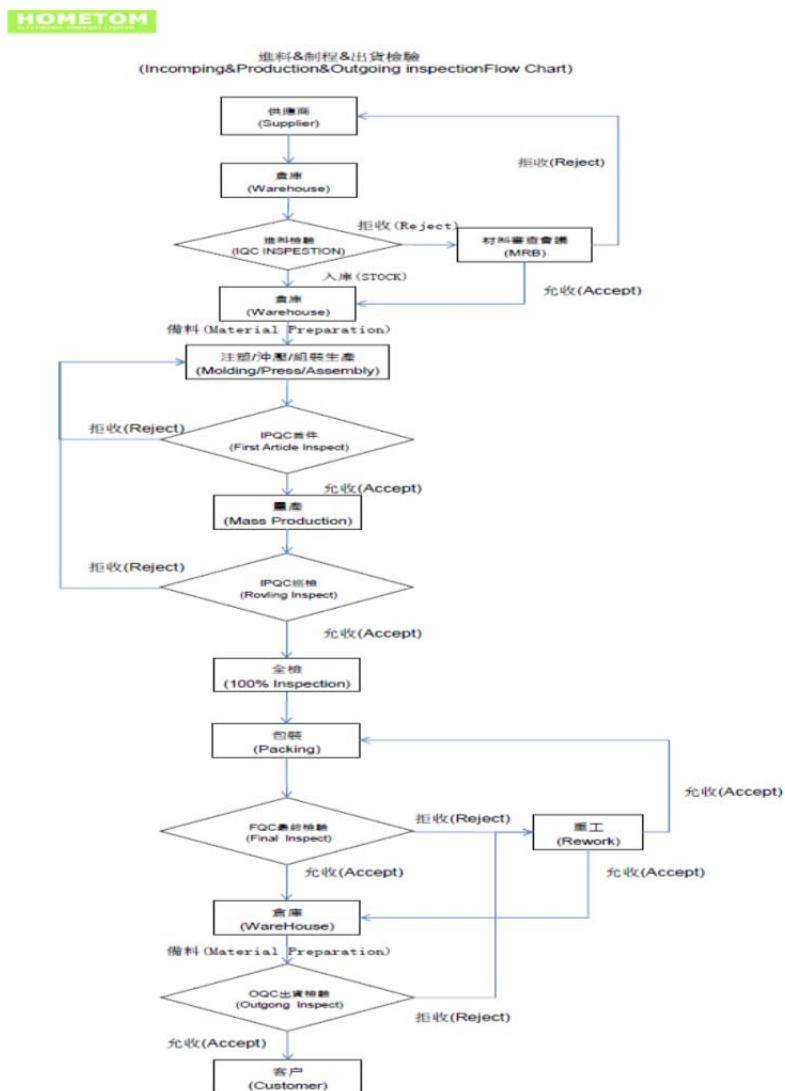 HOMETOM
ELECTRONIC COMPANY LIMITED
進料&制程&出貨檢驗
(Incomping&Production&Outgoing inspectionFlow Chart)
供應商
(Supplier)
拒收(Reject)
倉庫
(Warehouse)
拒收(Reject)
進料檢驗
(IQC INSPESTION)
材料審查會議
(MRB)
入庫(STOCK)
允收(Accept)
倉庫
(Warehouse)
備料(Material Preparation)
注塑/沖壓/組裝生產
(Molding/Press/Assembly)
拒收(Reject)
IPQC首件
(First Article Inspect)
允收(Accept)
量產
(Mass Production)
拒收(Reject)
IPQC巡檢
(Rovling Inspect)
允收(Accept)
全檢
(100% Inspection)
包裝
(Packing)
允收(Accept)
FQC最終檢驗
(Final Inspect)
拒收(Reject)
重工
(Rework)
允收(Accept)
允收(Accept)
倉庫
(WareHouse)
備料(Material Preparation)
OQC出貨檢驗
(Outgong Inspect)
拒收(Reject)
允收(Accept)
客户
(Customer)